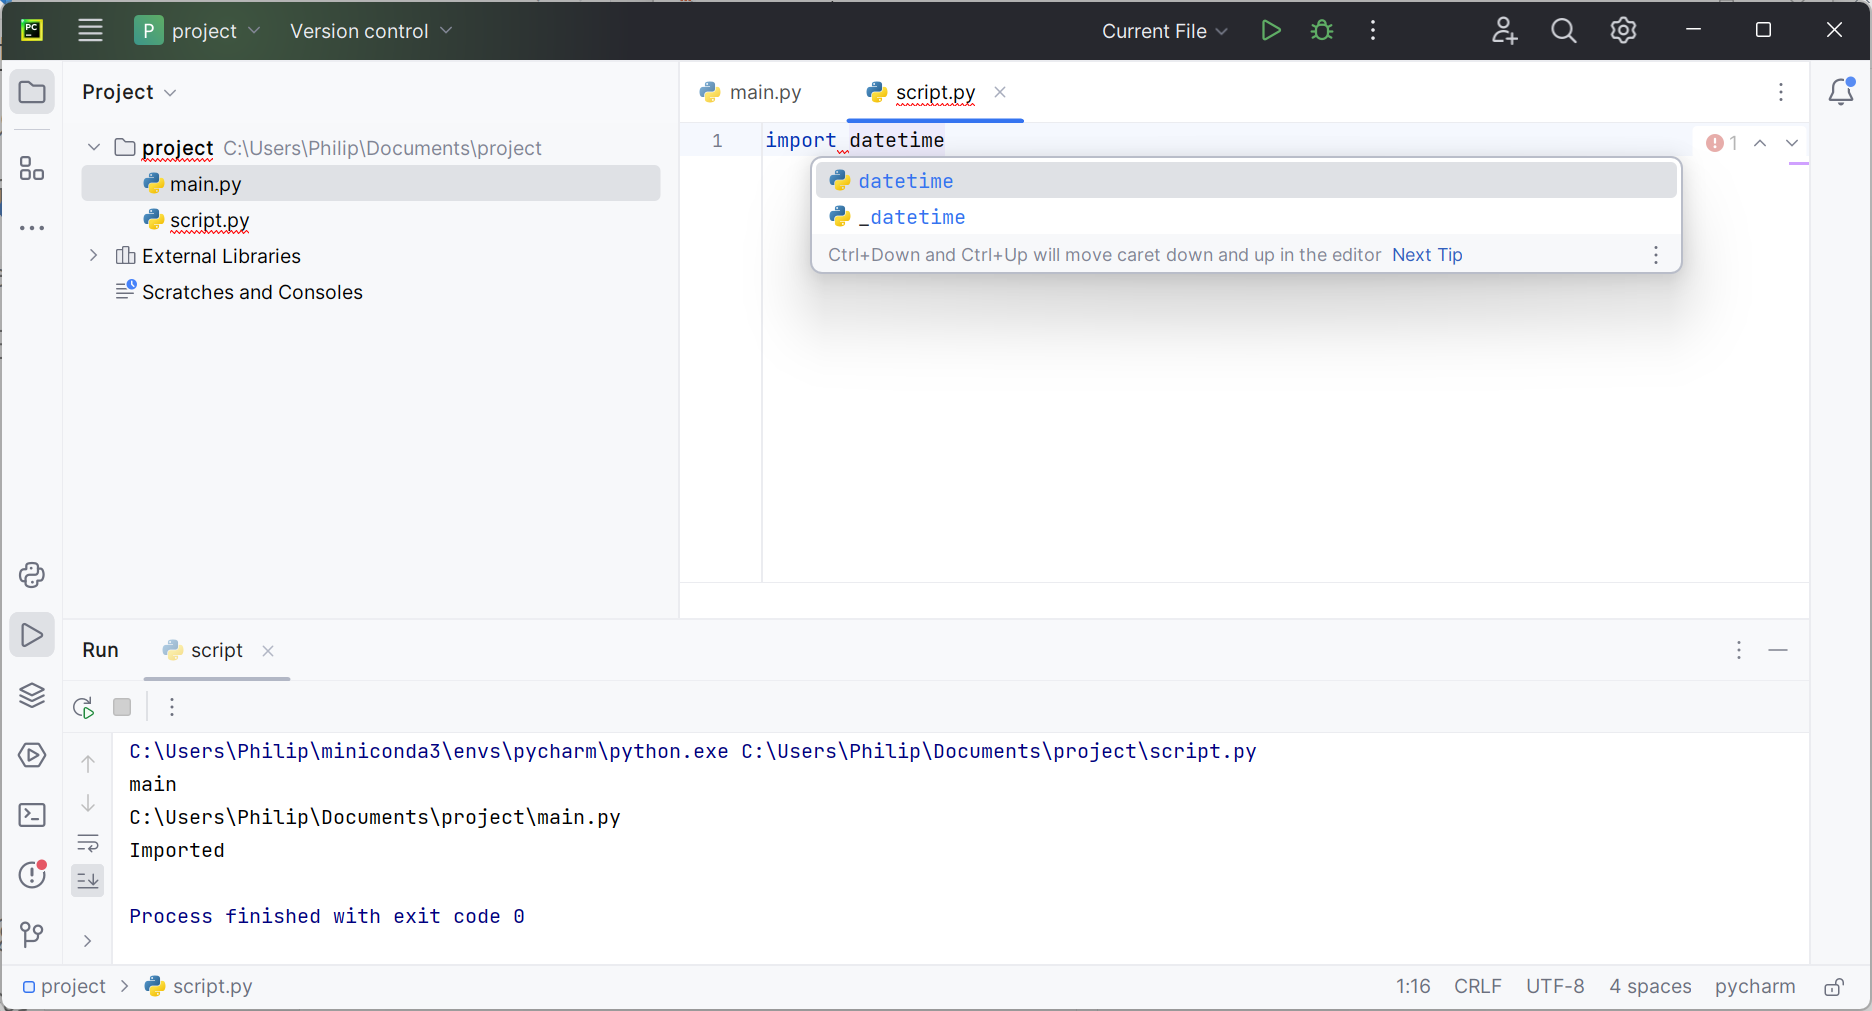 PC
P project Version control Current File
Project
main.py script.py
project C:\Users\Philip\Documents\project
main.py
script.py
External Libraries
Scratches and Consoles
1 import datetime
1
datetime
_datetime
Ctrl+Down and Ctrl+Up will move caret down and up in the editor Next Tip
Run script
C:\Users\Philip\miniconda3\envs\pycharm\python.exe C:\Users\Philip\Documents\project\script.py
main
C:\Users\Philip\Documents\project\main.py
Imported
Process finished with exit code 0
project script.py 1:16 CRLF UTF-8 4 spaces pycharm